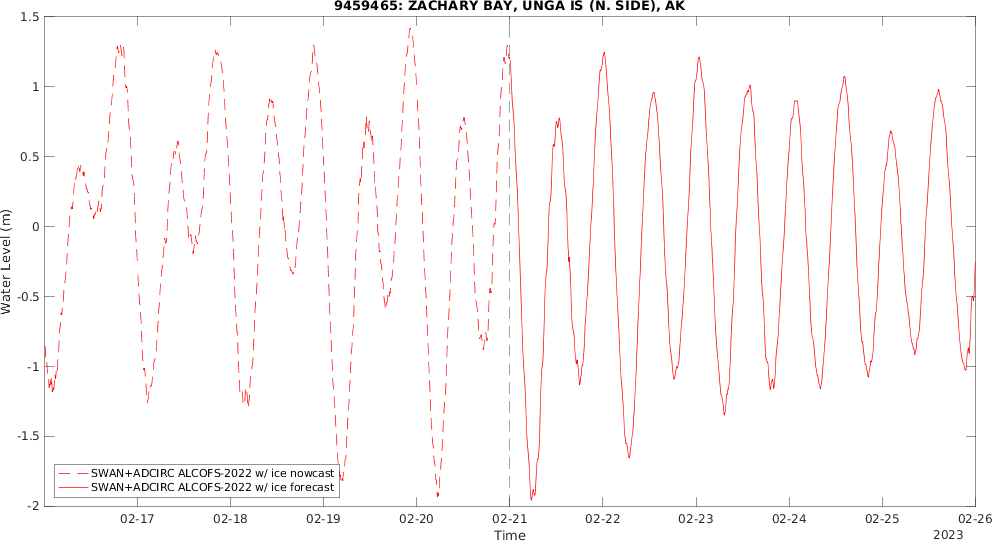 9459465: ZACHARY BAY, UNGA IS (N. SIDE), AK
1.5
1
0.5
0
-0.5
-1
-1.5
-2
Water Level (m)
SWAN+ADCIRC ALCOFS-2022 w/ ice nowcast
SWAN+ADCIRC ALCOFS-2022 w/ ice forecast
02-17 02-18 02-19 02-20 02-21 02-22 02-23 02-24 02-25 02-26
Time
2023